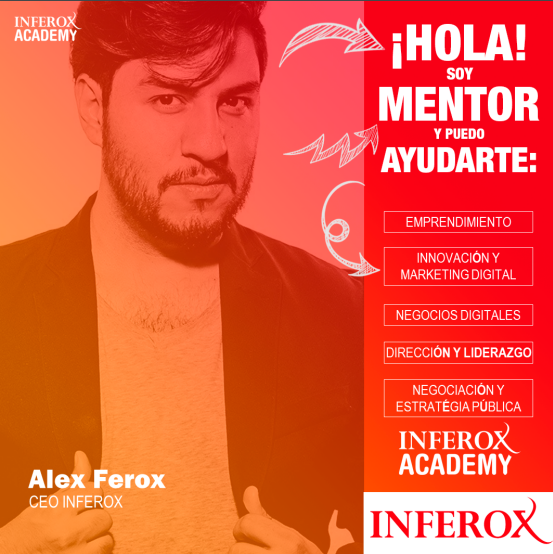 INFEROX
ACADEMY
¡HOLA!
SOY
MENTOR
Y PUEDO
AYUDARTE:
EMPRENDIMIENTO
INNOVACIÓN Y
MARKETING DIGITAL
NEGOCIOS DIGITALES
DIRECCIÓN Y LIDERAZGO
NEGOCIACIÓN Y
ESTRATÉGIA PÚBLICA
INFEROX
ACADEMY
Alex Ferox
CEO INFEROX
INFEROX